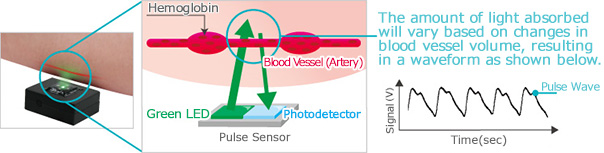 Hemoglobin
Blood Vessel (Artery)
Green LED
Photodetector
Pulse Sensor
The amount of light absorbed
will vary based on changes in
blood vessel volume, resulting
in a waveform as shown below.
Pulse Wave
Signal (V)
Time(sec)